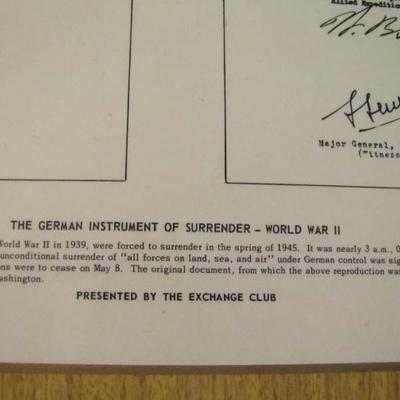 Allied Expedition
Major General,
(Witness
THE GERMAN INSTRUMENT OF SURRENDER – WORLD WAR II
World War II in 1939, were forced to surrender in the spring of 1945. It was nearly 3 a.m., 0
unconditional surrender of "all forces on land, sea, and air" under German control was sig
ons were to cease on May 8. The original document, from which the above reproduction was
ashington.
PRESENTED BY THE EXCHANGE CLUB